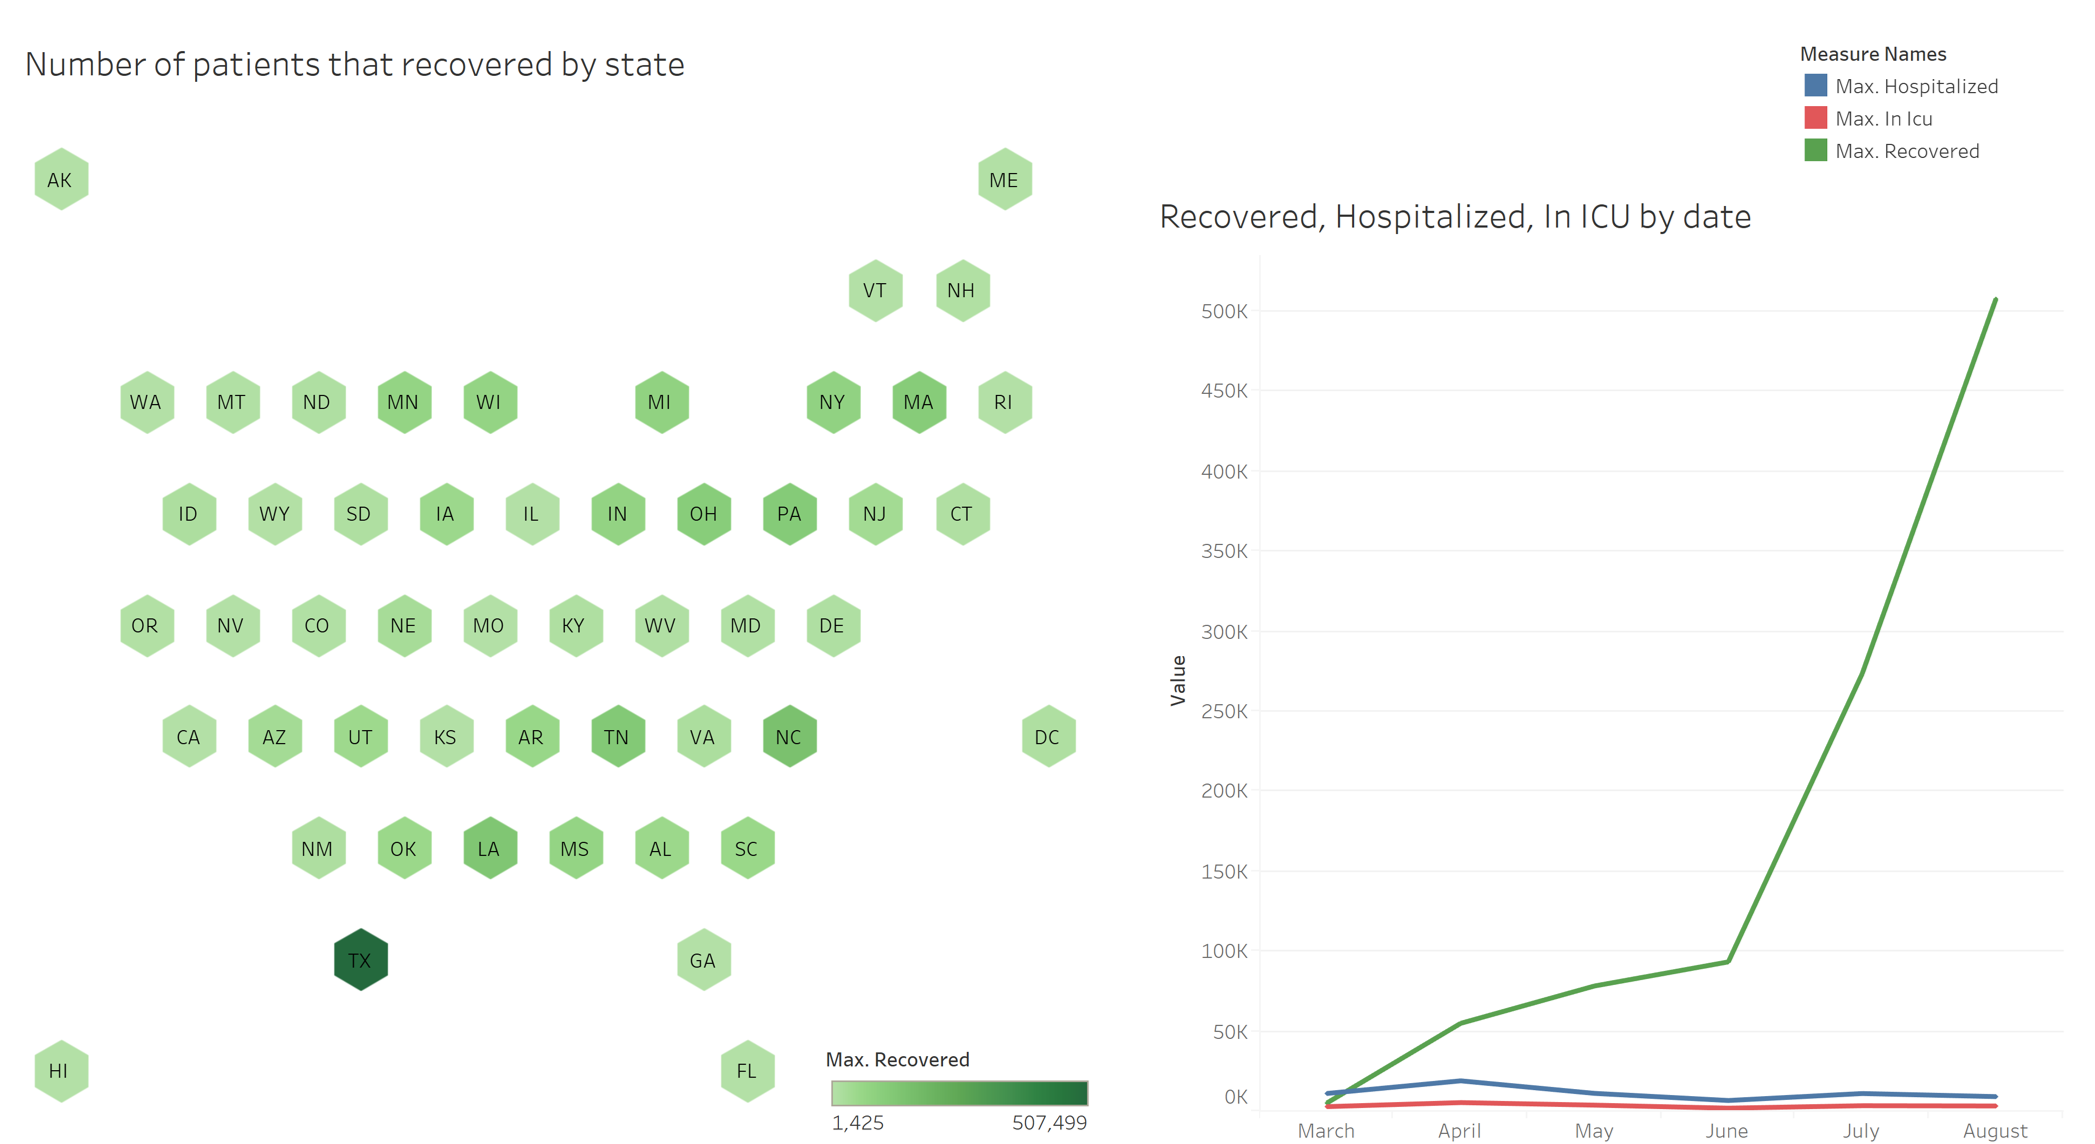 Number of patients that recovered by state
AK
ME
VT NH
WA MT ND MN WI MI NY MA RI
ID WY SD IA IL IN OH PA NJ CT
OR NV CO NE MO KY WV MD DE
CA AZ UT KS AR TN VA NC DC
NM OK LA MS AL SC
TX GA
HI FL
Max. Recovered
1,425 507,499
Measure Names
Max. Hospitalized
Max. In Icu
Max. Recovered
Recovered, Hospitalized, In ICU by date
500K
450K
400K
350K
300K
250K
200K
150K
100K
50K
0K
Value
March April May June July August